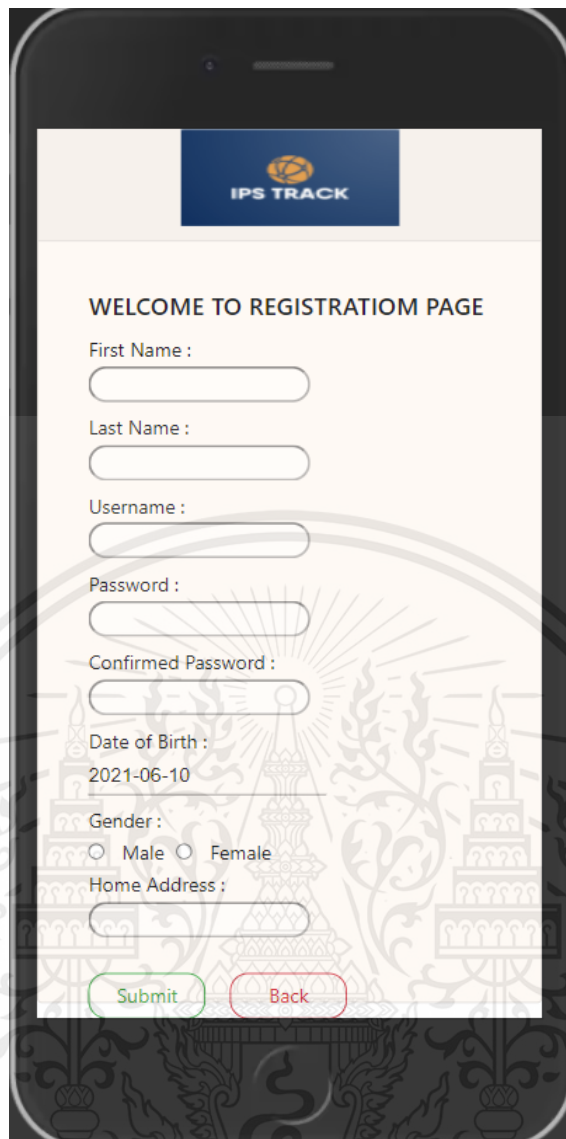 IPS TRACK
WELCOME TO REGISTRATIOM PAGE
First Name :
Last Name :
Username :
Password :
Confirmed Password :
Date of Birth :
2021-06-10
Gender :
Male Female
Home Address :
Submit Back